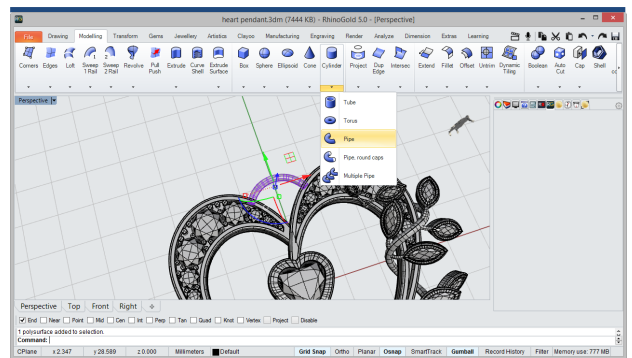 heart pendant.3dm (7444 KB) - RhinoGold 5.0 - [Perspective]
File Drawing Modelling Transform Gems Jewellery Artistics Clayoo Manufacturing Engraving Render Analyze Dimension Extras Learning
Corners Edges Loft Sweep 1 Rail Sweep 2 Rail Revolve Pull Push Extrude Curve Shell Extrude Surface Box Sphere Ellipsoid Cone Cylinder Project Dup Edge Intersec Extend Fillet Offset Untrim Dynamic Tiling Boolean Auto Cut Cap Shell
Perspective
Tube
Torus
Pipe
Pipe, round caps
Multiple Pipe
Perspective Top Front Right
End Near Point Mid Cen Int Perp Tan Quad Knot Vertex Project Disable
1 polysurface added to selection.
Command:
CPlane x 2.347 y 28.589 z 0.000 Millimeters Default Grid Snap Ortho Planar Osnap SmartTrack Gumball Record History Filter Memory use: 777 MB